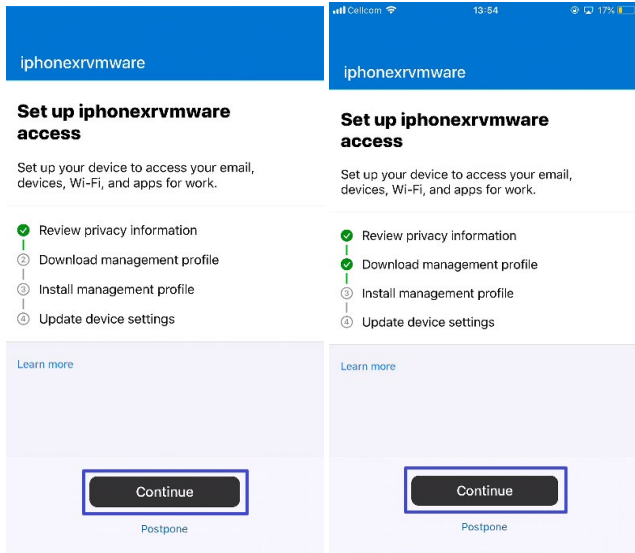 iphonexrvmware
Set up iphonexrvmware
access
Set up your device to access your email,
devices, Wi-Fi, and apps for work.
Review privacy information
2 Download management profile
3 Install management profile
4 Update device settings
Learn more
Continue
Postpone
Cellcom 13:54 17%
iphonexrvmware
Set up iphonexrvmware
access
Set up your device to access your email,
devices, Wi-Fi, and apps for work.
Review privacy information
Download management profile
3 Install management profile
4 Update device settings
Learn more
Continue
Postpone